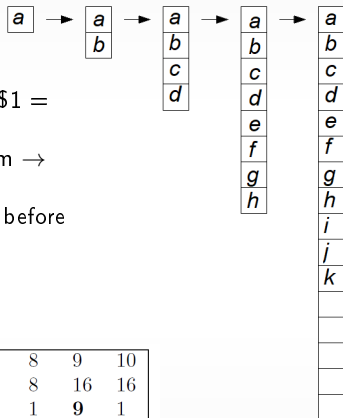 a → a → a → a → a
b b b b
c c c
d d d
e e
f f
g g
h h
i
j
k
$1 =
m →
before
8 9 10
8 16 16
1 9 1